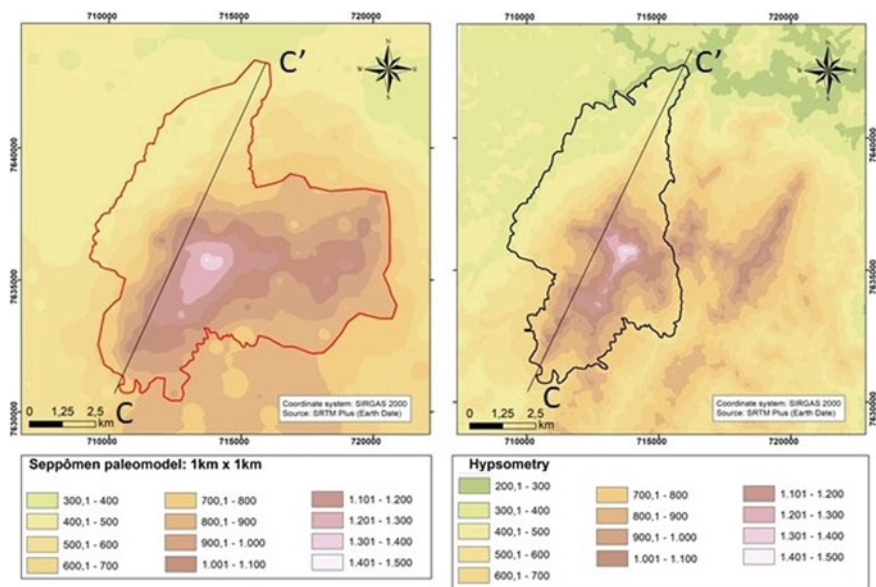 710000 715000 720000
C'
N
W E
S
7640000
7635000
7630000
C
Coordinate system: SIRGAS 2000
Source: SRTM Plus (Earth Date)
0 1,25 2,5
km
710000 715000 720000
Seppômen paleomodel: 1km x 1km
300,1 - 400
400,1 - 500
500,1 - 600
600,1 - 700
700,1 - 800
800,1 - 900
900,1 - 1.000
1.001 - 1.100
1.101 - 1.200
1.201 - 1.300
1.301 - 1.400
1.401 - 1.500
710000 715000 720000
C'
N
W E
S
7640000
7635000
7630000
C
Coordinate system: SIRGAS 2000
Source: SRTM Plus (Earth Date)
0 1,25 2,5
km
710000 715000 720000
Hypsometry
200,1 - 300
300,1 - 400
400,1 - 500
500,1 - 600
600,1 - 700
700,1 - 800
800,1 - 900
900,1 - 1.000
1.001 - 1.100
1.101 - 1.200
1.201 - 1.300
1.301 - 1.400
1.401 - 1.500